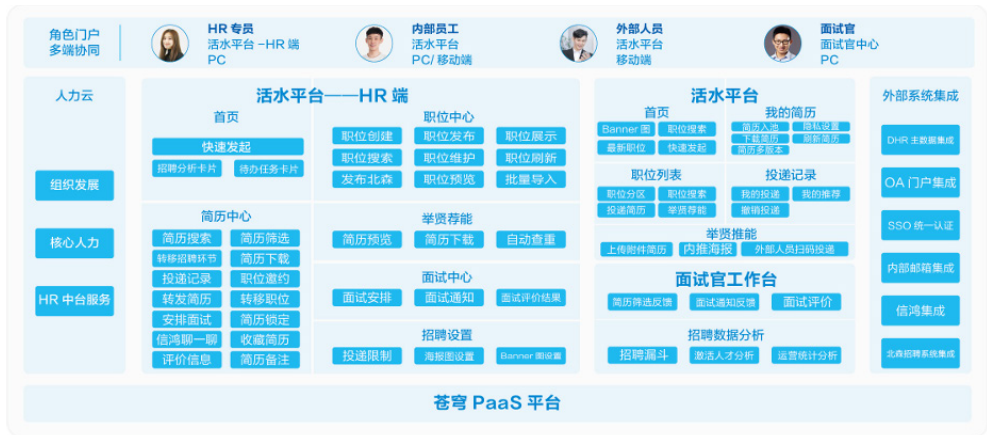 角色门户
多端协同
HR 专员
活水平台 –HR 端
PC
内部员工
活水平台
PC/ 移动端
外部人员
活水平台
移动端
面试官
面试官中心
PC
人力云
组织发展
核心人力
HR 中台服务
活水平台——HR 端
首页
快速发起
招聘分析卡片
待办任务卡片
职位中心
职位创建
职位发布
职位展示
职位搜索
职位维护
职位刷新
发布北森
职位预览
批量导入
简历中心
简历搜索
简历筛选
转移招聘环节
简历下载
投递记录
职位邀约
转发简历
转移职位
安排面试
简历锁定
信鸿聊一聊
收藏简历
评价信息
简历备注
举贤荐能
简历预览
简历下载
自动查重
面试中心
面试安排
面试通知
面试评价结果
招聘设置
投递限制
海报图设置
Banner 图设置
活水平台
首页
Banner 图
职位搜索
最新职位
快速发起
我的简历
简历入池
隐私设置
下载简历
刷新简历
简历多版本
职位列表
职位分区
职位搜索
投递简历
举贤荐能
投递记录
我的投递
我的推荐
撤销投递
举贤推能
上传附件简历
内推海报
外部人员扫码投递
面试官工作台
简历筛选反馈
面试通知反馈
面试评价
招聘数据分析
招聘漏斗
激活人才分析
运营统计分析
外部系统集成
DHR 主数据集成
OA 门户集成
SSO 统一认证
内部邮箱集成
信鸿集成
北森招聘系统集成
苍穹 PaaS 平台